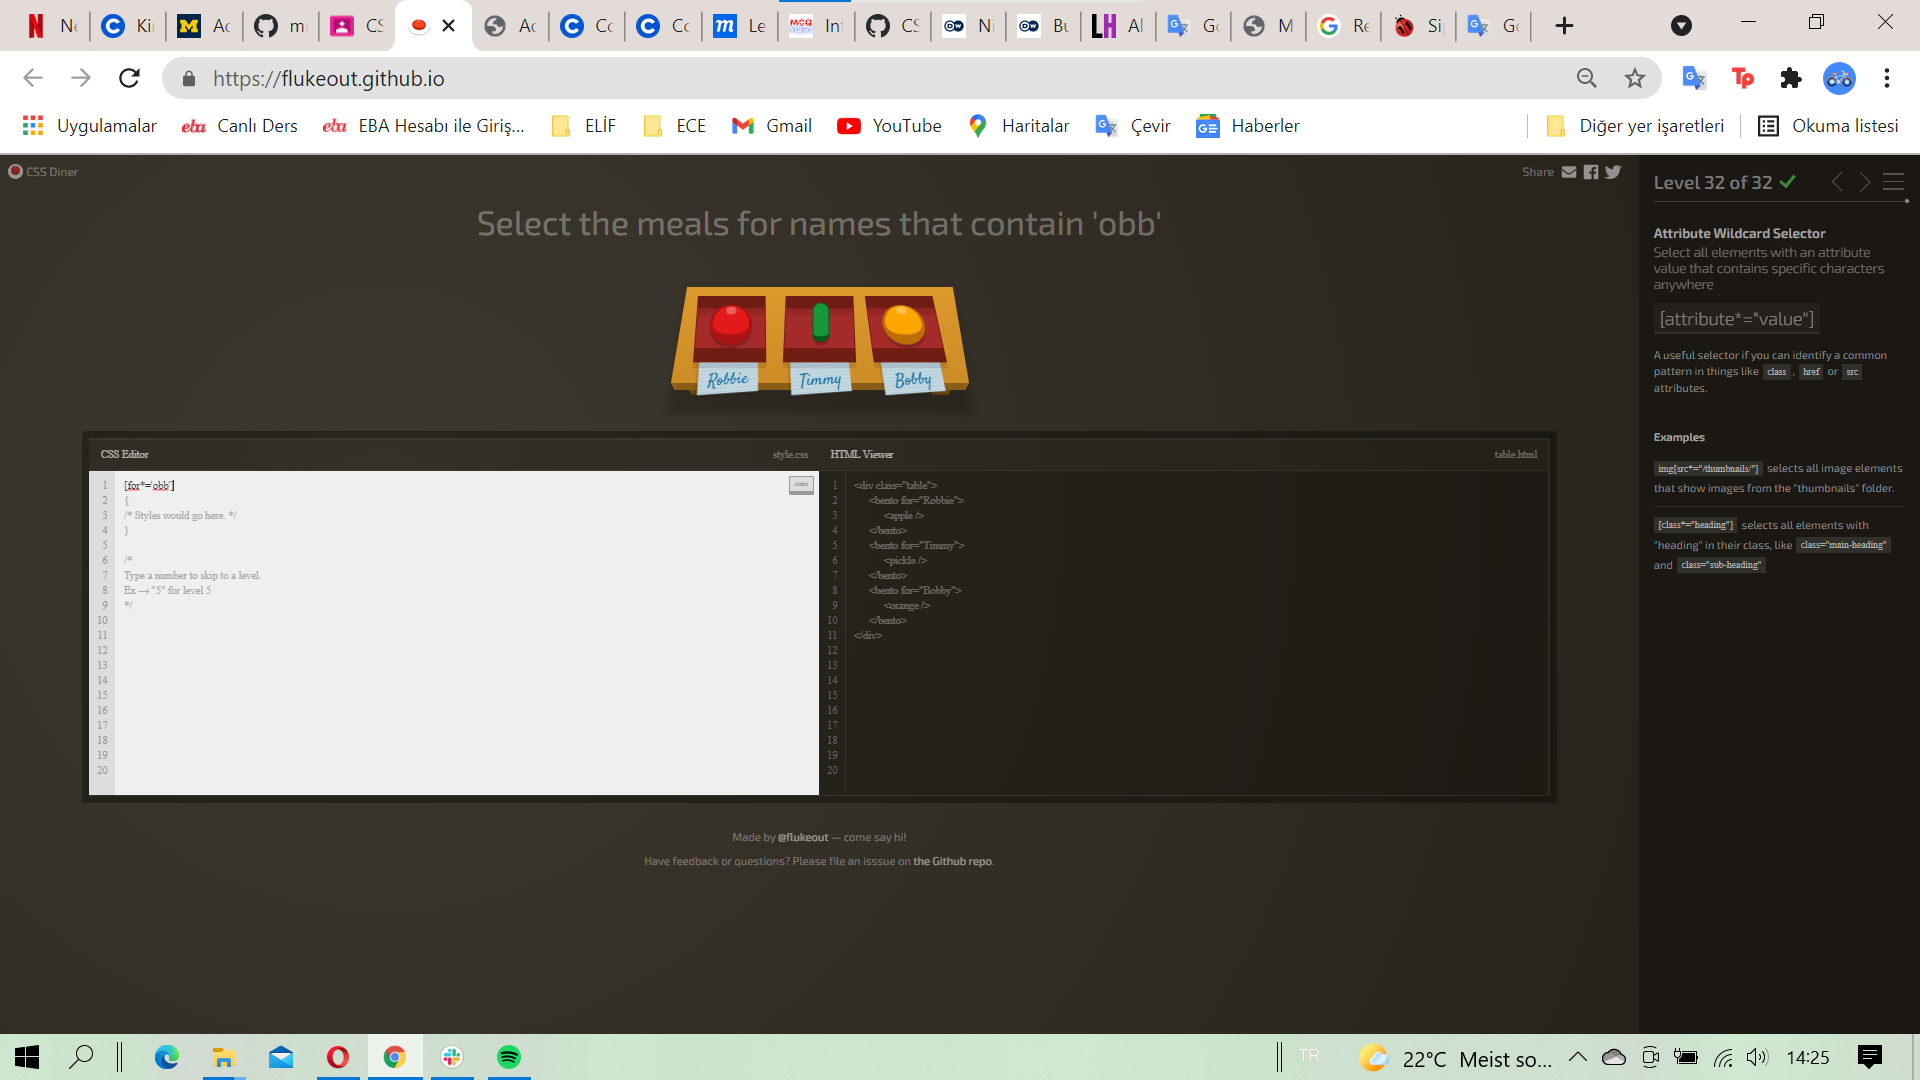 Ne
Ki
Ac
m
CS
Ac
Co
Co
Le
MCQ
Int
CS
Ni
Bu
LH
Al
Go
M
Re
Si
Go
https://flukeout.github.io
Uygulamalar
eba Canlı Ders
eba EBA Hesabı ile Giriş...
ELİF
ECE
Gmail
YouTube
Haritalar
Çevir
Haberler
Diğer yer işaretleri
Okuma listesi
CSS Diner
Share
Select the meals for names that contain 'obb'
Robbie
Timmy
Bobby
CSS Editor
style.css
1 [for*='obb']
enter
2 {
3 /* Styles would go here. */
4 }
5
6 /*
7 Type a number to skip to a level.
8 Ex → "5" for level 5
9 */
10
11
12
13
14
15
16
17
18
19
20
HTML Viewer
table.html
1 <div class="table">
2 <bento for="Robbie">
3 <apple />
4 </bento>
5 <bento for="Timmy">
6 <pickle />
7 </bento>
8 <bento for="Bobby">
9 <orange />
10 </bento>
11 </div>
12
13
14
15
16
17
18
19
20
Made by @flukeout — come say hi!
Have feedback or questions? Please file an isssue on the Github repo.
Level 32 of 32
Attribute Wildcard Selector
Select all elements with an attribute
value that contains specific characters
anywhere
[attribute*="value"]
A useful selector if you can identify a common
pattern in things like class , href or src
attributes.
Examples
img[src*="/thumbnails/"] selects all image elements
that show images from the "thumbnails" folder.
[class*="heading"] selects all elements with
"heading" in their class, like class="main-heading"
and class="sub-heading"
TR
22°C Meist so...
14:25